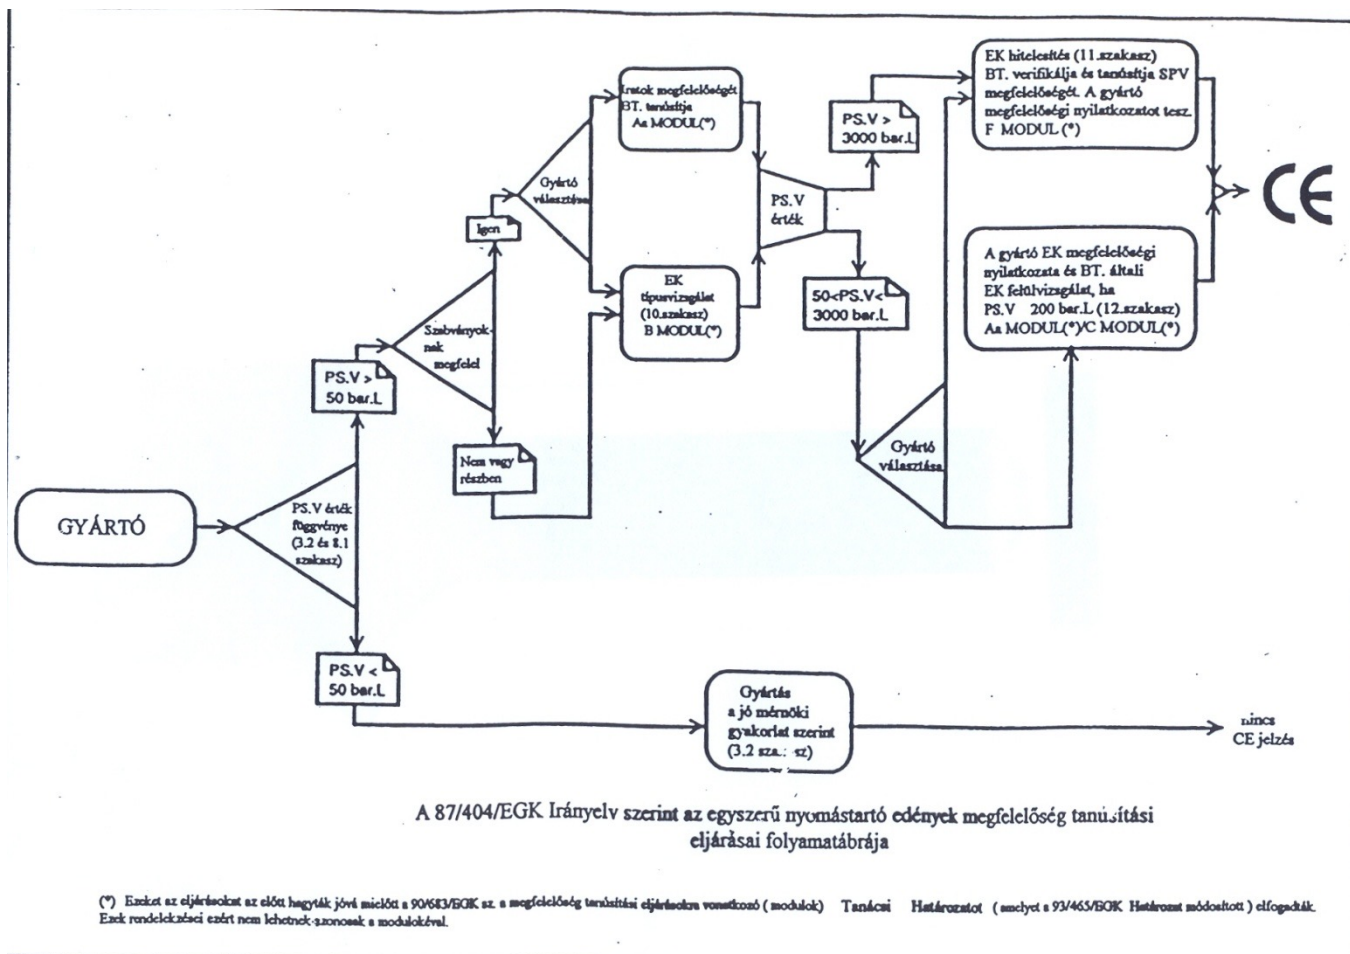 GYÁRTÓ
PS.V érték
függvénye
(3.2 és 8.1
szakasz)
PS.V >
50 bar.L
PS.V <
50 bar.L
Szabványok-
nak
megfelel
Igen
Nem vagy
részben
Gyártó
választása
Iratok megfelelőségét
BT. tanúsítja
Aa MODUL(*)
EK
típusvizsgálat
(10.szakasz)
B MODUL(*)
PS.V
érték
PS.V >
3000 bar.L
50<PS.V<
3000 bar.L
Gyártó
választása
EK hitelesítés (11.szakasz)
BT. verifikálja és tanúsítja SPV
megfelelőségét. A gyártó
megfelelőségi nyilatkozatot tesz.
F MODUL (*)
A gyártó EK megfelelőségi
nyilatkozata és BT. általi
EK felülvizsgálat, ha
PS.V 200 bar.L (12.szakasz)
Aa MODUL(*)/C MODUL(*)
CE
Gyártás
a jó mérnöki
gyakorlat szerint
(3.2 sz
nincs
CE jelzés
A 87/404/EGK Irányelv szerint az egyszerű nyomástartó edények megfelelőség tanúsítási
eljárásai folyamatábrája
(*) Ezeket az eljárásokat az előtt hagyták jóvá mielőtt a 90/683/EGK sz. a megfelelőség tanúsítási eljárásokra vonatkozó ( modulok) Tanácsi Határozatot ( amelyet a 93/465/EGK Határozat módosított ) elfogadták.
Ezek rendelekzései ezért nem lehetnek azonosak a modulokéval.